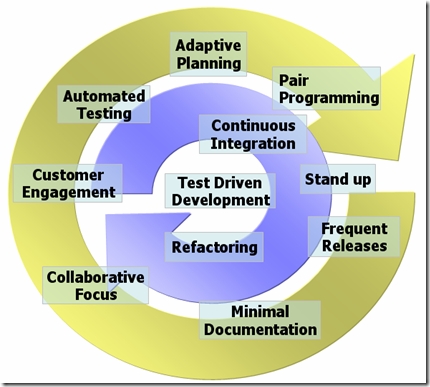 Adaptive
Planning
Pair
Programming
Automated
Testing
Continuous
Integration
Customer
Engagement
Test Driven
Development
Stand up
Frequent
Releases
Refactoring
Collaborative
Focus
Minimal
Documentation